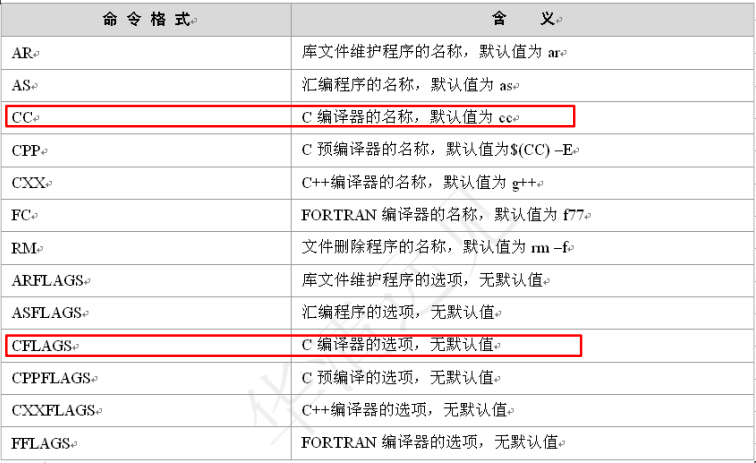 命 令 格 式 含 义
AR 库文件维护程序的名称，默认值为 ar
AS 汇编程序的名称，默认值为 as
CC C 编译器的名称，默认值为 cc
CPP C 预编译器的名称，默认值为$(CC) –E
CXX C++编译器的名称，默认值为 g++
FC FORTRAN 编译器的名称，默认值为 f77
RM 文件删除程序的名称，默认值为 rm –f
ARFLAGS 库文件维护程序的选项，无默认值
ASFLAGS 汇编程序的选项，无默认值
CFLAGS C 编译器的选项，无默认值
CPPFLAGS C 预编译的选项，无默认值
CXXFLAGS C++编译器的选项，无默认值
FFLAGS FORTRAN 编译器的选项，无默认值
华清远见